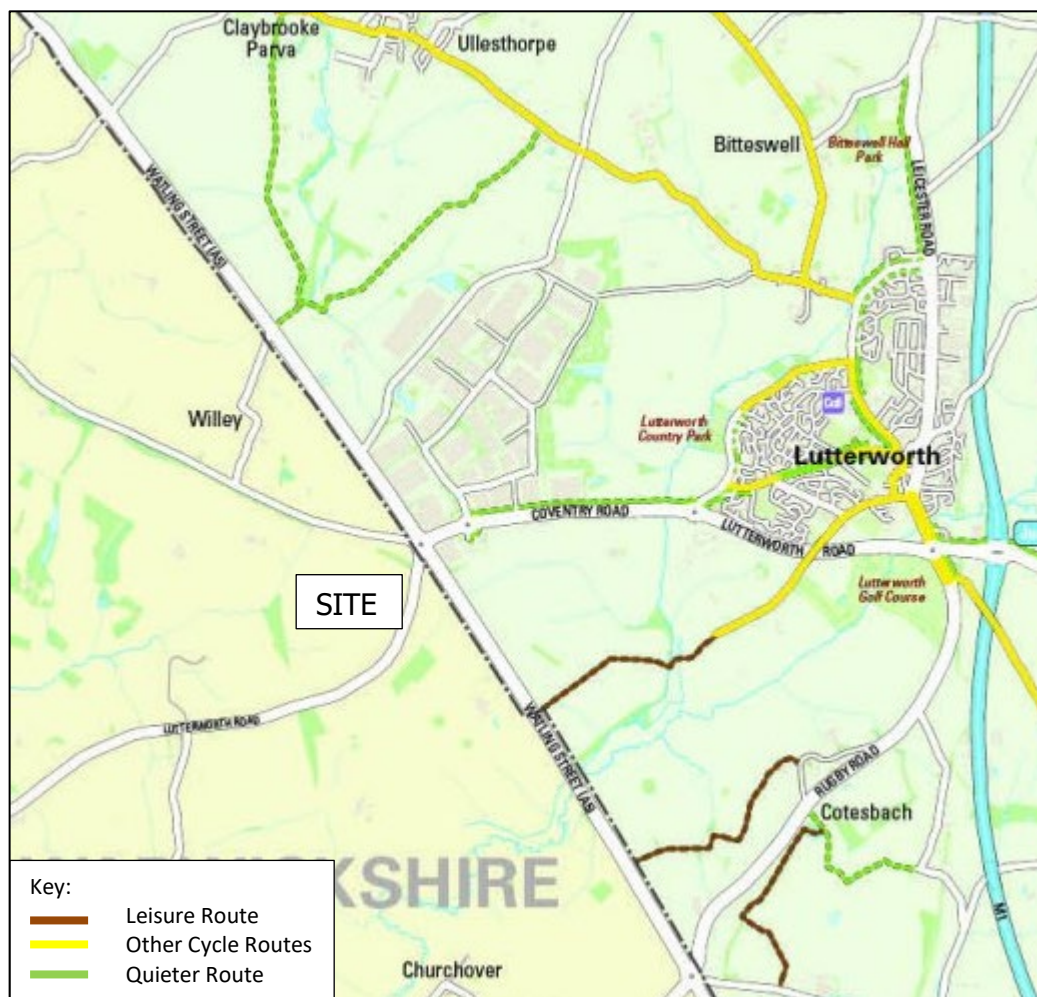 Claybrooke
Parva
Ullesthorpe
Bitteswell
Bitteswell Hall
Park
LEICESTER ROAD
WATLING STREET (A5)
Willey
Lutterworth
Country Park
Lutterworth
COVENTRY ROAD
LUTTERWORTH ROAD
Lutterworth
Golf Course
SITE
LUTTERWORTH ROAD
WATLING STREET (A5)
RUGBY ROAD
Cotesbach
M1
KSHIRE
Churchover
Key:
Leisure Route
Other Cycle Routes
Quieter Route